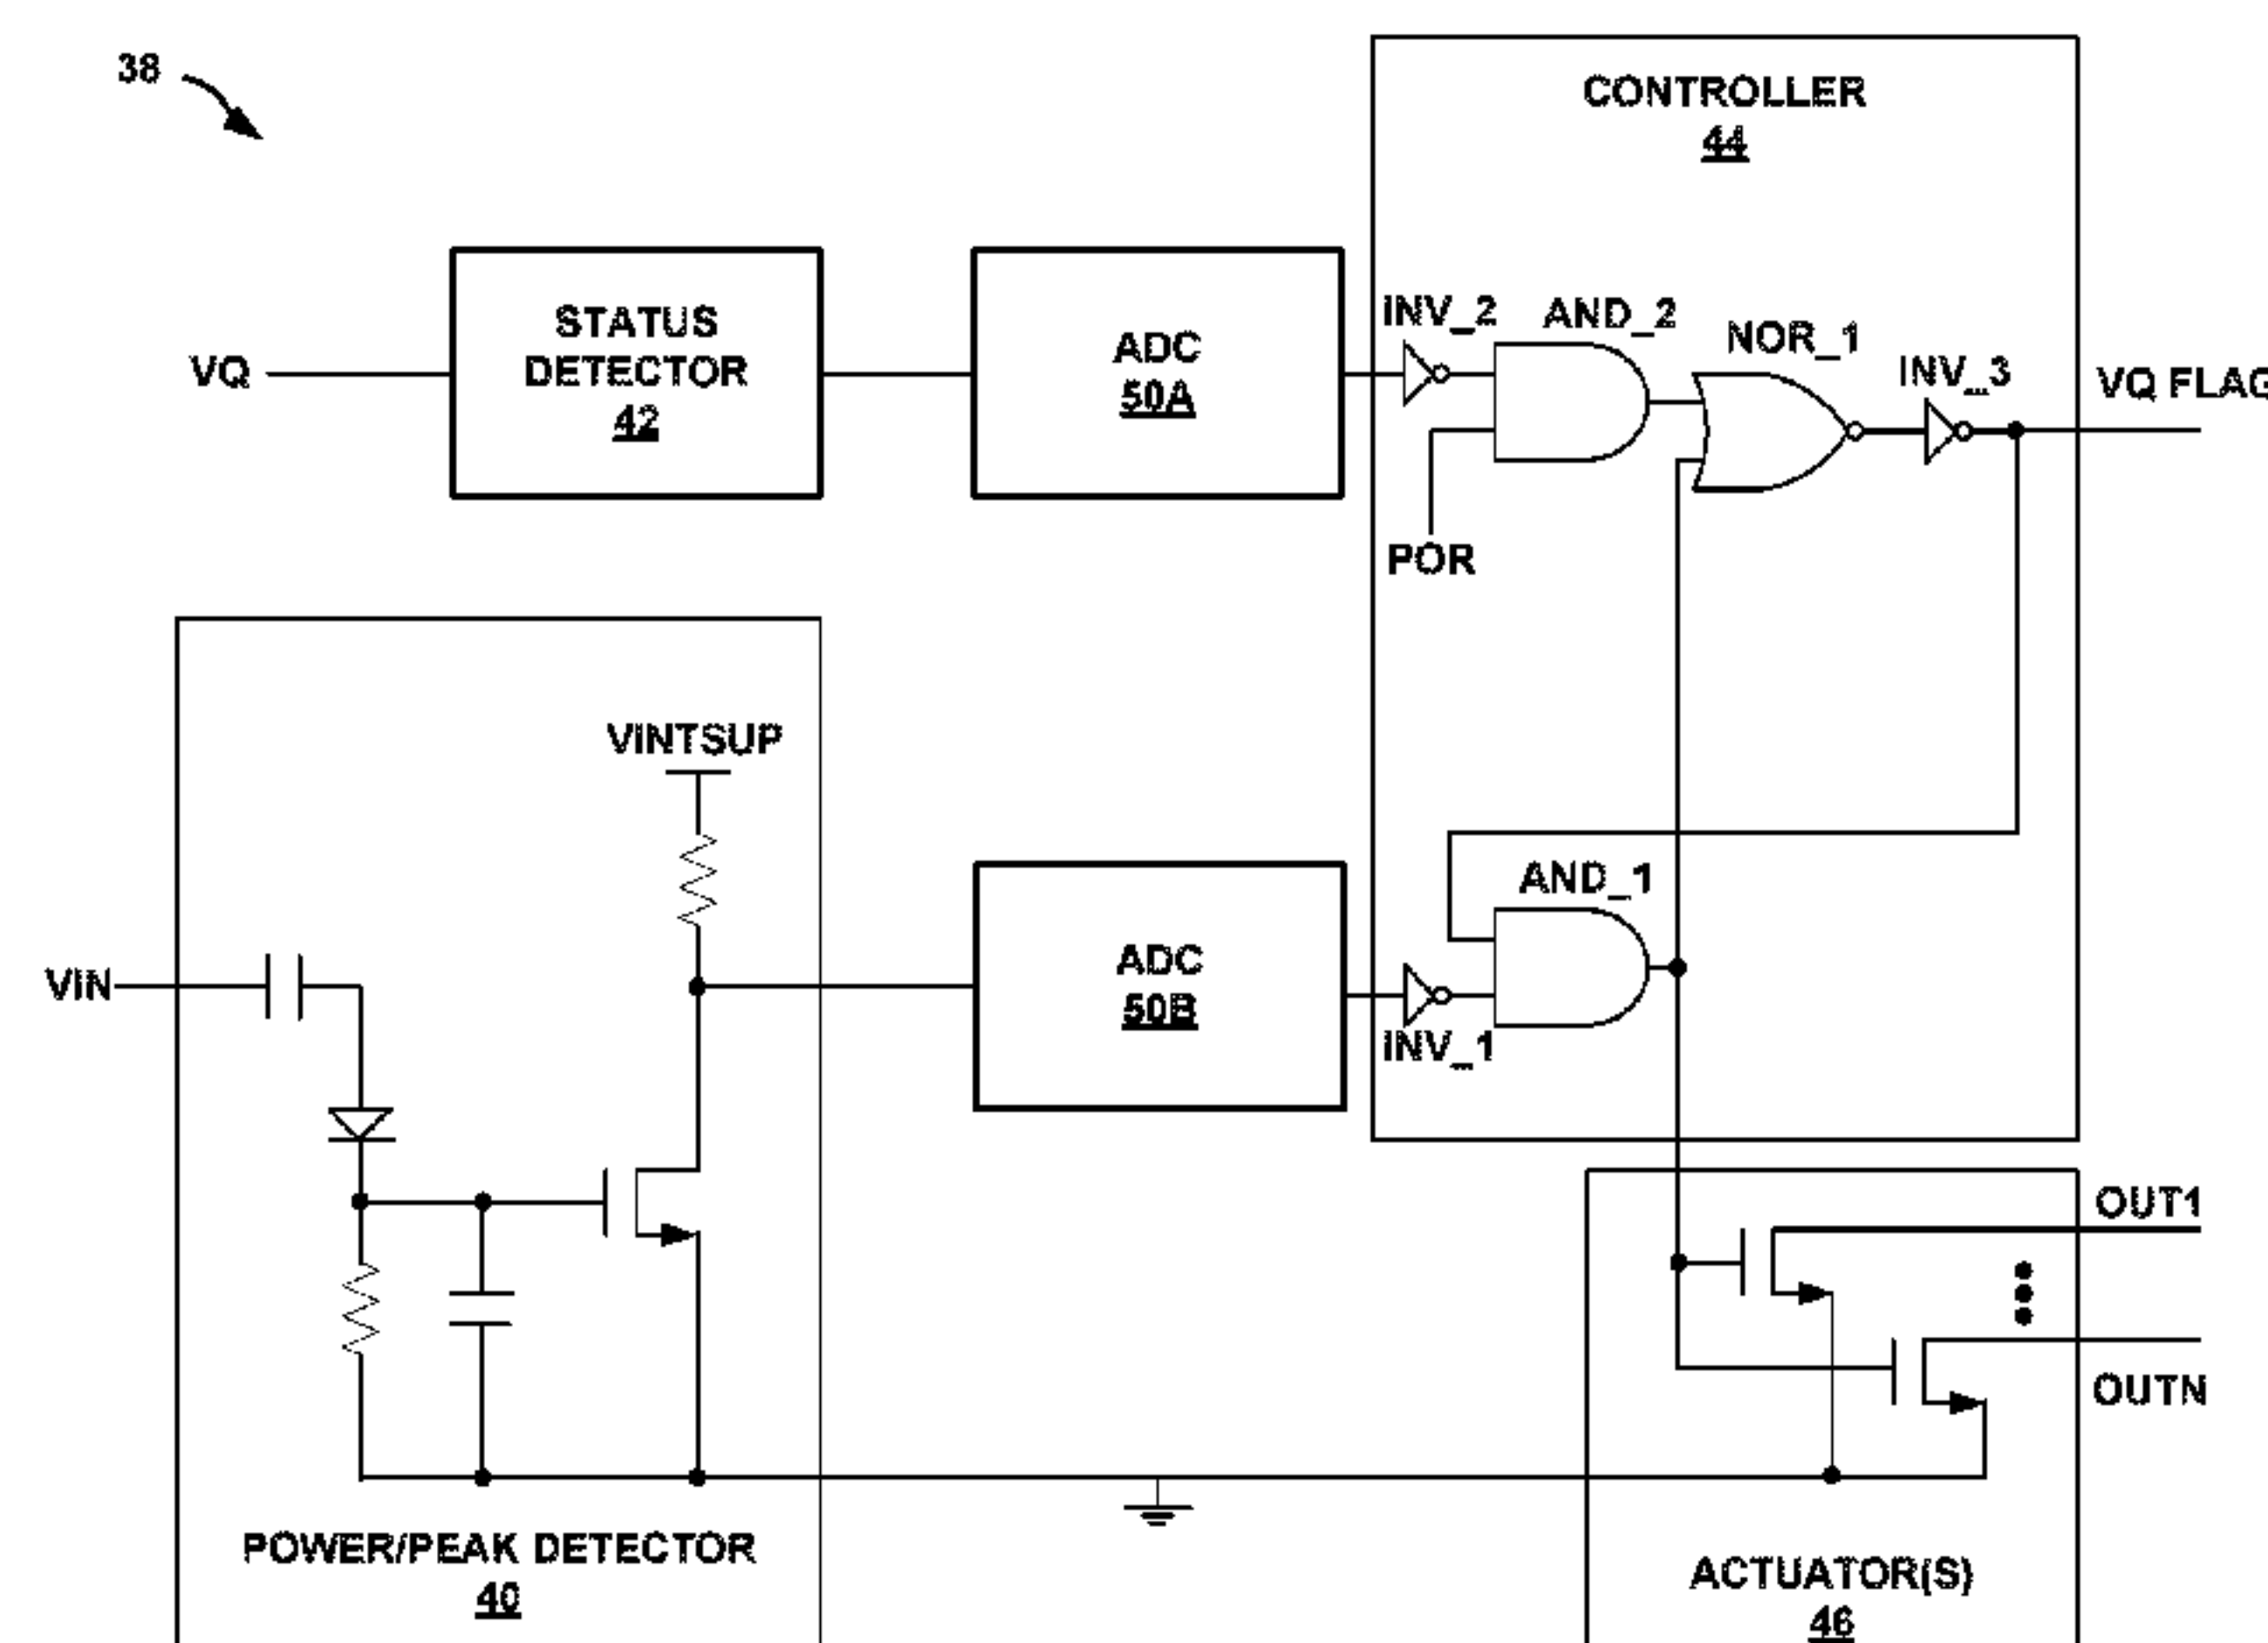 38
CONTROLLER
44
STATUS
DETECTOR
42
ADC
50A
INV_2
AND_2
NOR_1
INV_3
VQ FLAG
VQ
POR
VINTSUP
AND_1
VIN
ADC
50B
INV_1
OUT1
OUTN
POWER/PEAK DETECTOR
40
ACTUATOR(S)
46